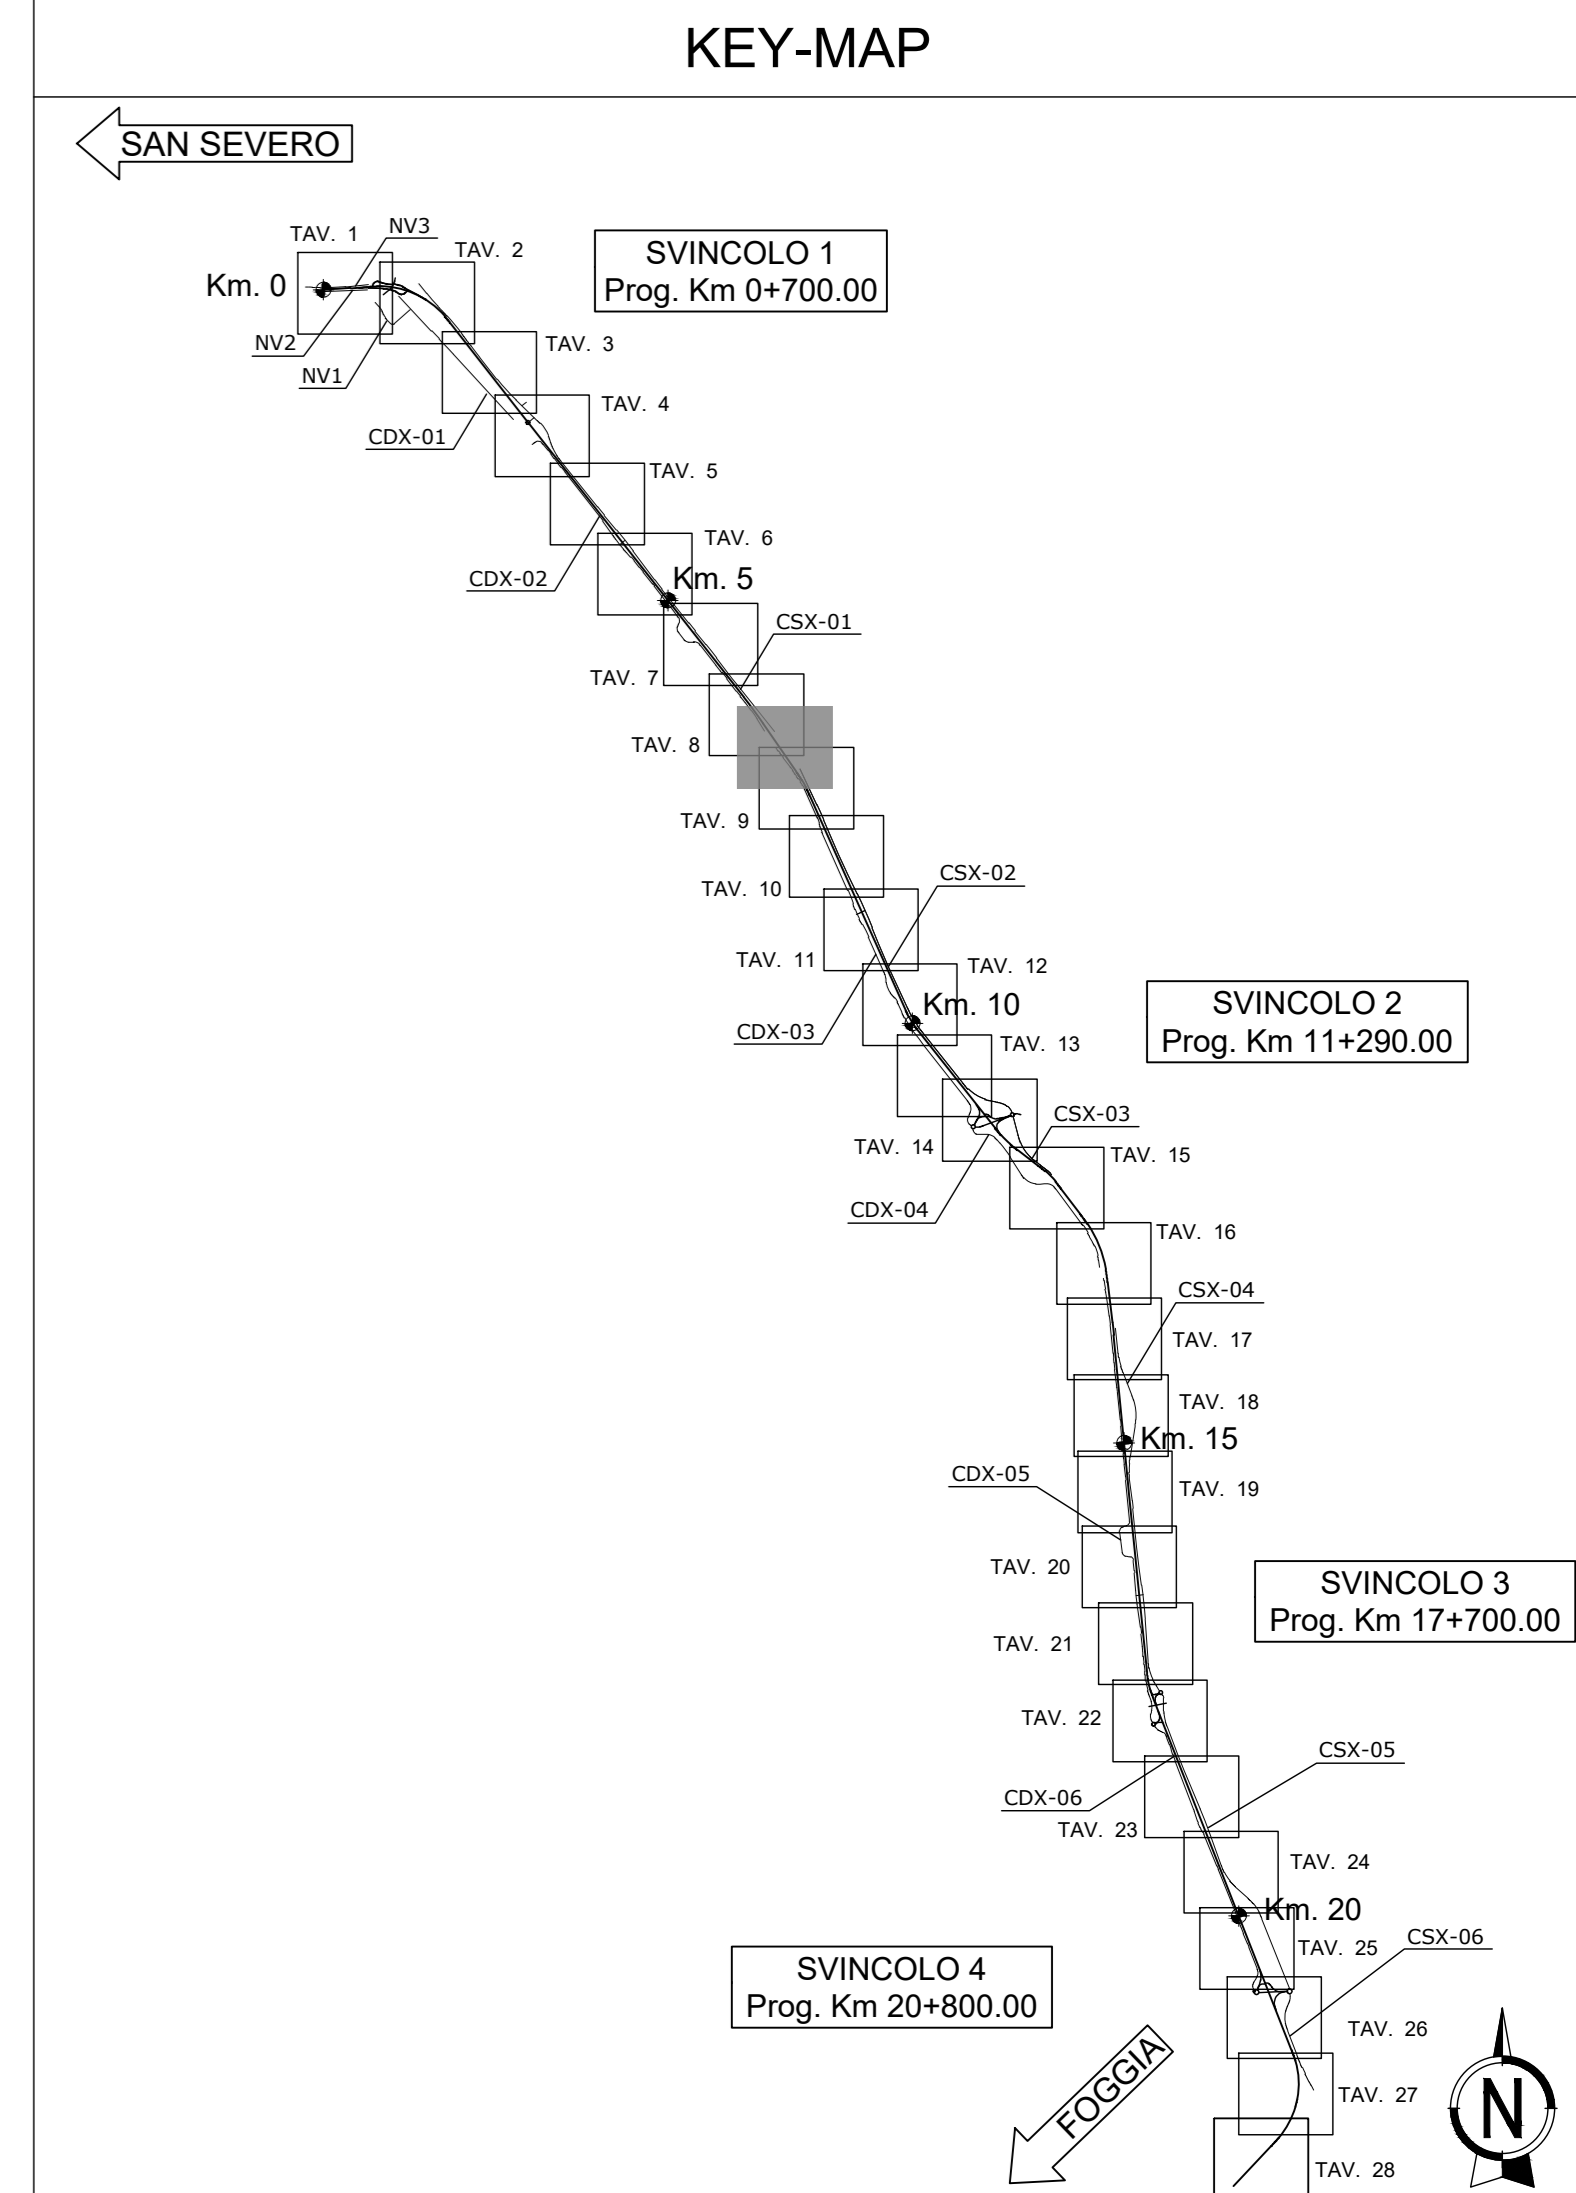 KEY-MAP
SAN SEVERO
NV3
TAV. 1
TAV. 2
SVINCOLO 1
Prog. Km 0+700.00
Km. 0
NV2
TAV. 3
NV1
TAV. 4
CDX-01
TAV. 5
TAV. 6
Km. 5
CDX-02
CSX-01
TAV. 7
TAV. 8
TAV. 9
CSX-02
TAV. 10
TAV. 11
TAV. 12
SVINCOLO 2
Prog. Km 11+290.00
Km. 10
CDX-03
TAV. 13
CSX-03
TAV. 14
TAV. 15
CDX-04
TAV. 16
CSX-04
TAV. 17
TAV. 18
Km. 15
CDX-05
TAV. 19
TAV. 20
SVINCOLO 3
Prog. Km 17+700.00
TAV. 21
TAV. 22
CSX-05
CDX-06
TAV. 23
TAV. 24
Km. 20
CSX-06
TAV. 25
SVINCOLO 4
Prog. Km 20+800.00
TAV. 26
FOGGIA
TAV. 27
N
TAV. 28